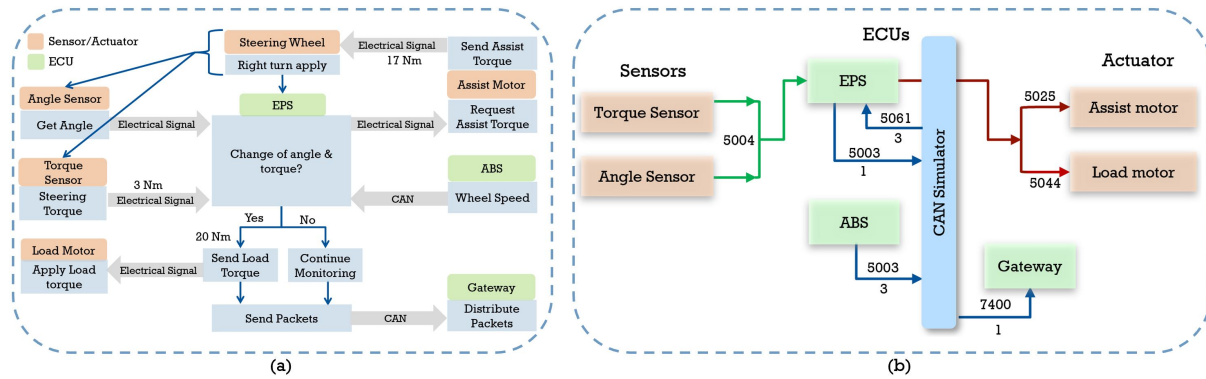 Sensor/Actuator
ECU
Steering Wheel
Right turn apply
Electrical Signal
17 Nm
Send Assist
Torque
Angle Sensor
Get Angle
Electrical Signal
EPS
Electrical Signal
Assist Motor
Request
Assist Torque
Change of angle &
torque?
Torque
Sensor
Steering
Torque
3 Nm
Electrical Signal
ABS
Wheel Speed
CAN
Yes
No
20 Nm
Load Motor
Apply Load
torque
Electrical Signal
Send Load
Torque
Continue
Monitoring
Send Packets
CAN
Gateway
Distribute
Packets
(a)
ECUs
Sensors
Actuator
Torque Sensor
Angle Sensor
5004
EPS
5061
3
5003
1
ABS
5003
3
CAN Simulator
5025
Assist motor
5044
Load motor
Gateway
7400
1
(b)